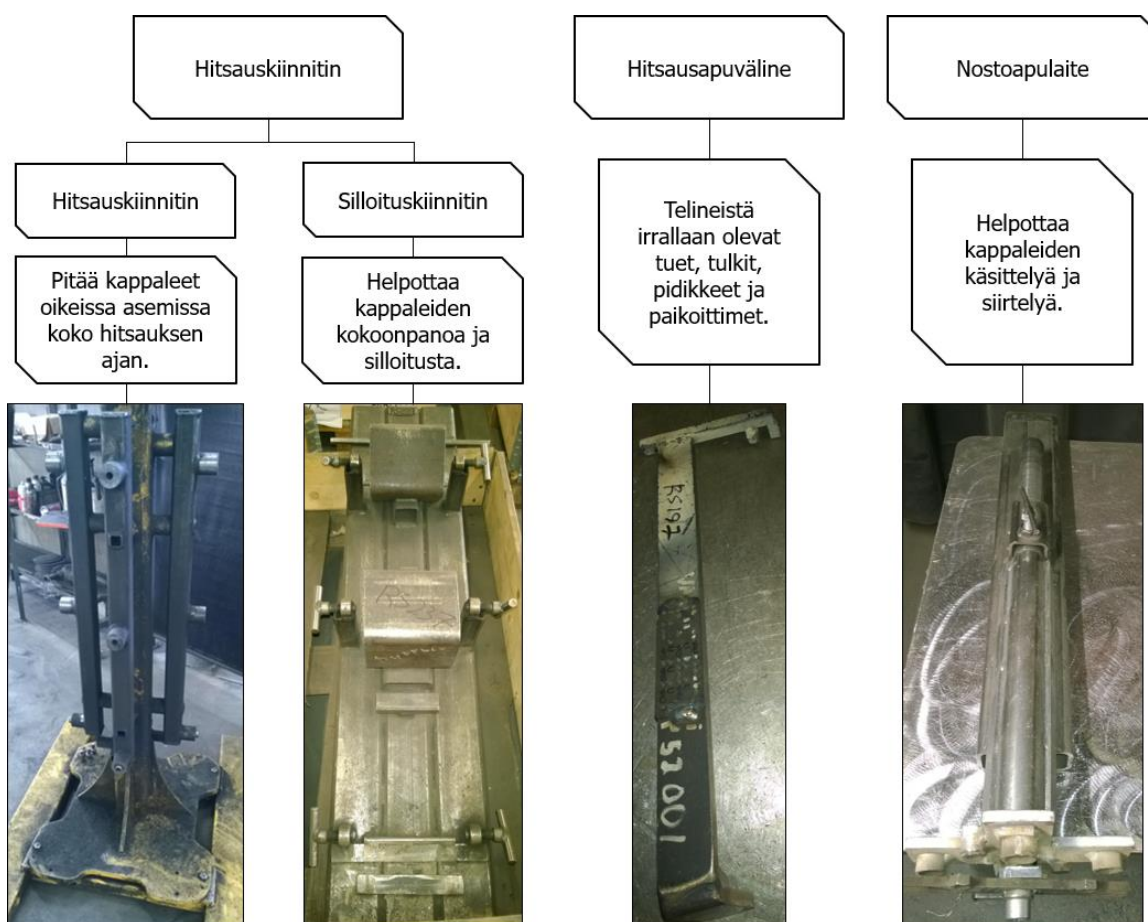 Hitsauskiinnitin
Hitsausapuväline
Nostoapulaite
Hitsauskiinnitin
Silloituskiinnitin
Pitää kappaleet
oikeissa asemissa
koko hitsauksen
ajan.
Helpottaa
kappaleiden
kokoonpanoa ja
silloitusta.
Telineistä
irrallaan olevat
tuet, tulkit,
pidikkeet ja
paikoittimet.
Helpottaa
kappaleiden
käsittelyä ja
siirtelyä.